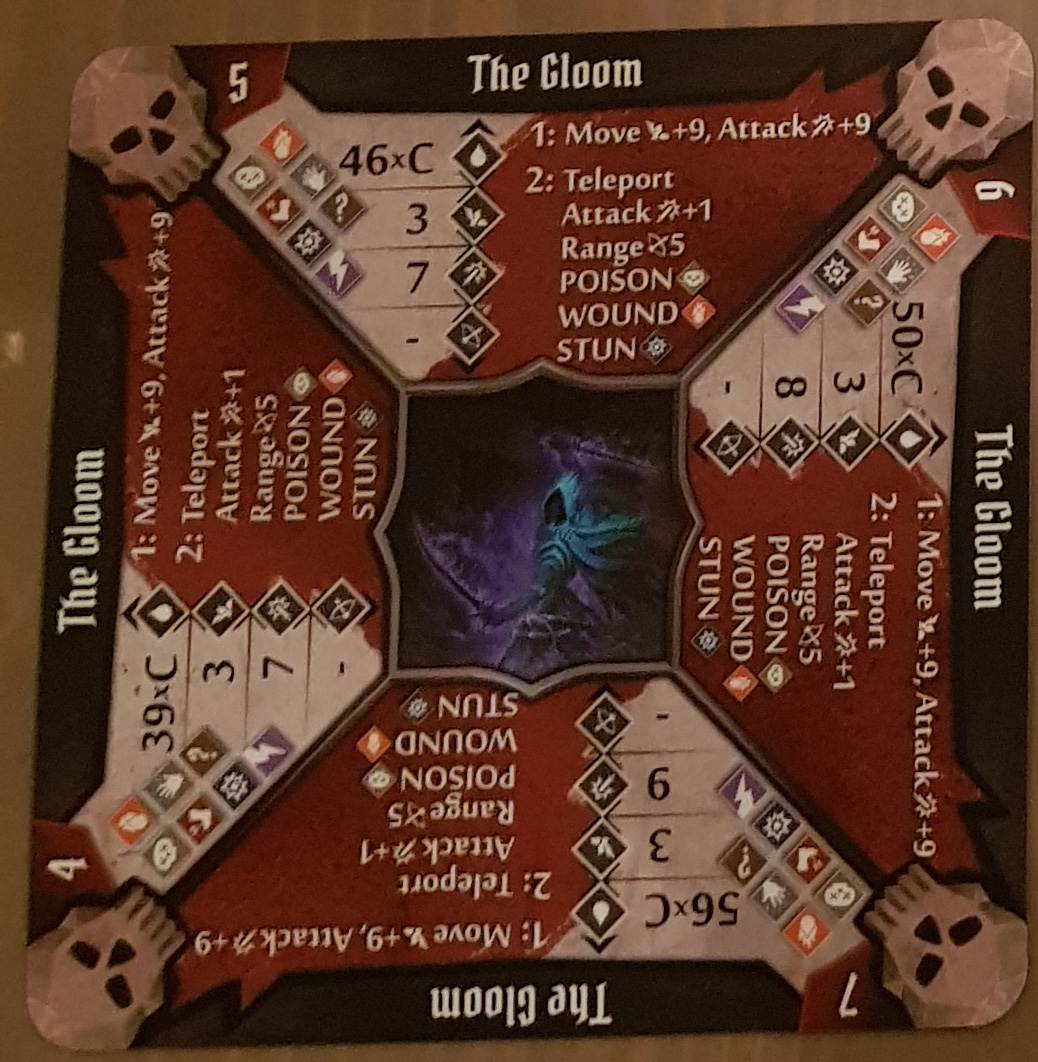 The Gloom
5
46×C
3
7
-
1: Move +9, Attack +9
2: Teleport
Attack +1
Range 5
POISON
WOUND
STUN
The Gloom
6
50×C
3
8
-
1: Move +9, Attack +9
2: Teleport
Attack +1
Range 5
POISON
WOUND
STUN
The Gloom
7
56×C
3
9
-
1: Move +9, Attack +9
2: Teleport
Attack +1
Range 5
POISON
WOUND
STUN
The Gloom
4
39×C
3
7
-
1: Move +9, Attack +9
2: Teleport
Attack +1
Range 5
POISON
WOUND
STUN